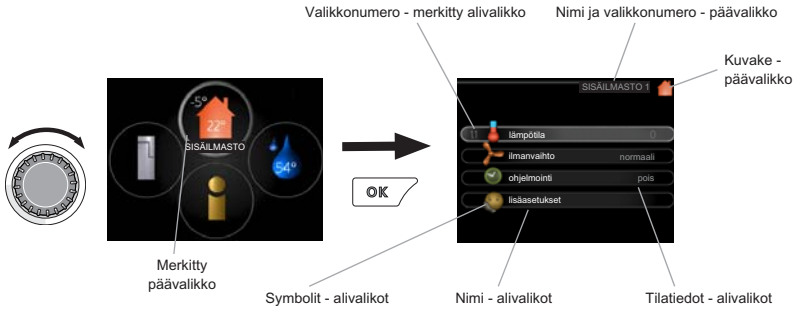 Valikkonumero - merkitty alivalikko
Nimi ja valikkonumero - päävalikko
Kuvake -
päävalikko
-5°
22°
SISÄILMASTO
54°
OK
SISÄILMASTO 1
11 lämpötila 0
ilmanvaihto normaali
ohjelmointi pois
lisäasetukset
Merkitty
päävalikko
Symbolit - alivalikot
Nimi - alivalikot
Tilatiedot - alivalikot